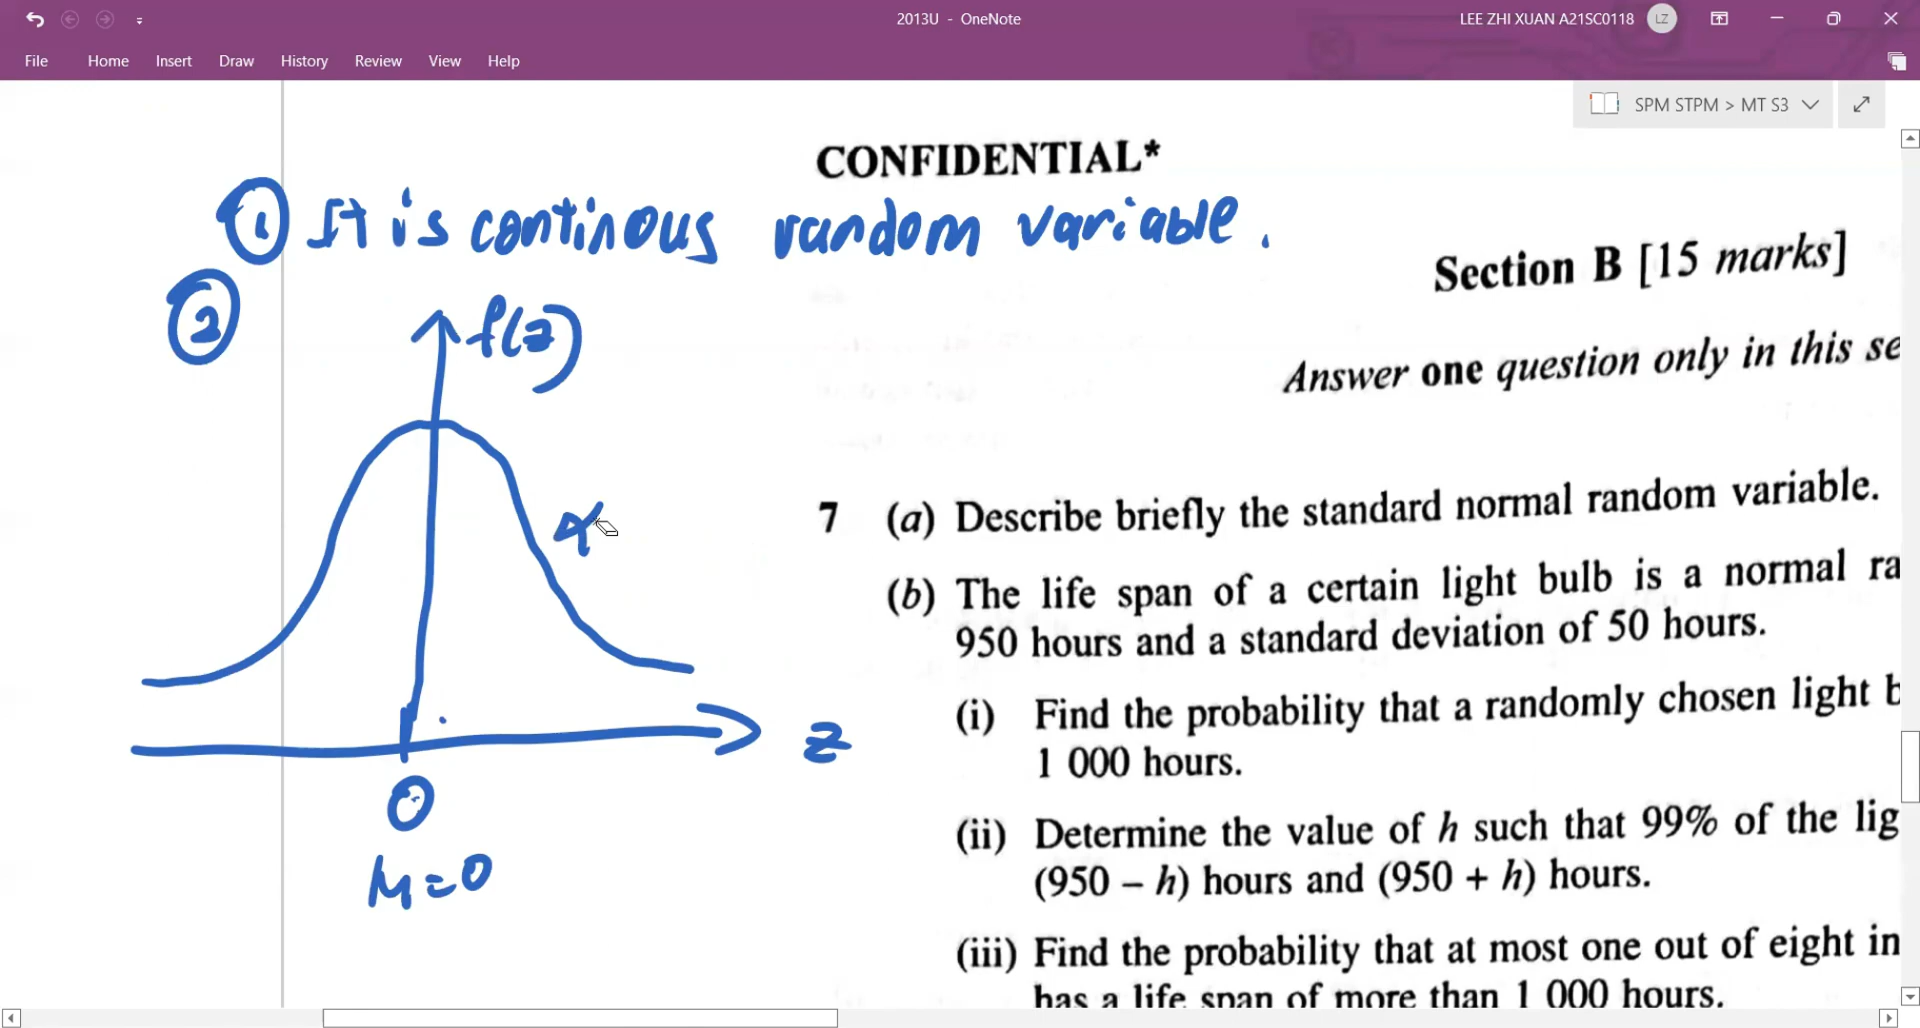 2013U - OneNote
LEE ZHI XUAN A21SC0118
LZ
File Home Insert Draw History Review View Help
SPM STPM > MT S3
CONFIDENTIAL*
① It is continous random variable.
Section B [15 marks]
②
f(z)
Answer one question only in this se
7 (a) Describe briefly the standard normal random variable.
(b) The life span of a certain light bulb is a normal ra
950 hours and a standard deviation of 50 hours.
(i) Find the probability that a randomly chosen light b
1 000 hours.
z
0
μ=0
(ii) Determine the value of h such that 99% of the lig
(950 – h) hours and (950 + h) hours.
(iii) Find the probability that at most one out of eight in
has a life span of more than 1 000 hours.